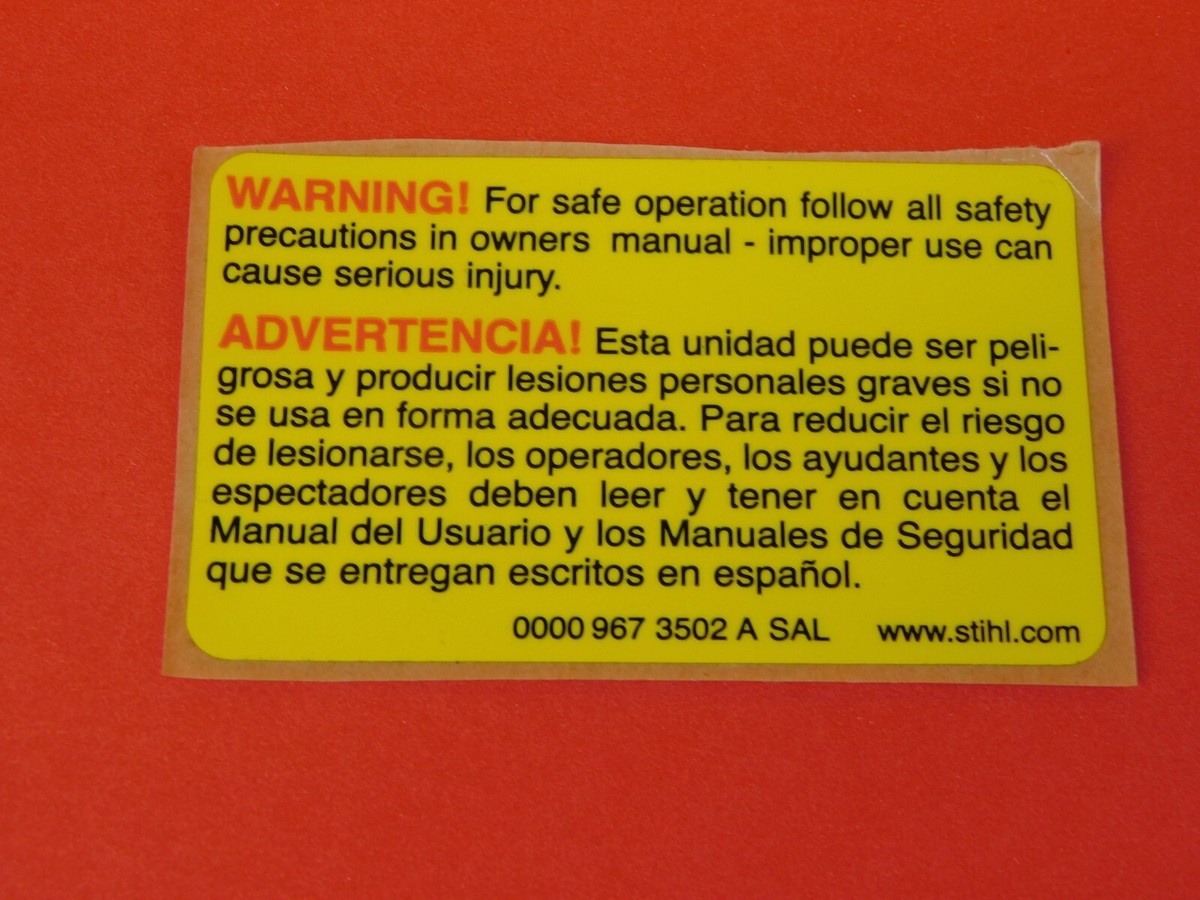 WARNING! For safe operation follow all safety
precautions in owners manual - improper use can
cause serious injury.
ADVERTENCIA! Esta unidad puede ser peli-
grosa y producir lesiones personales graves si no
se usa en forma adecuada. Para reducir el riesgo
de lesionarse, los operadores, los ayudantes y los
espectadores deben leer y tener en cuenta el
Manual del Usuario y los Manuales de Seguridad
que se entregan escritos en español.
0000 967 3502 A SAL www.stihl.com